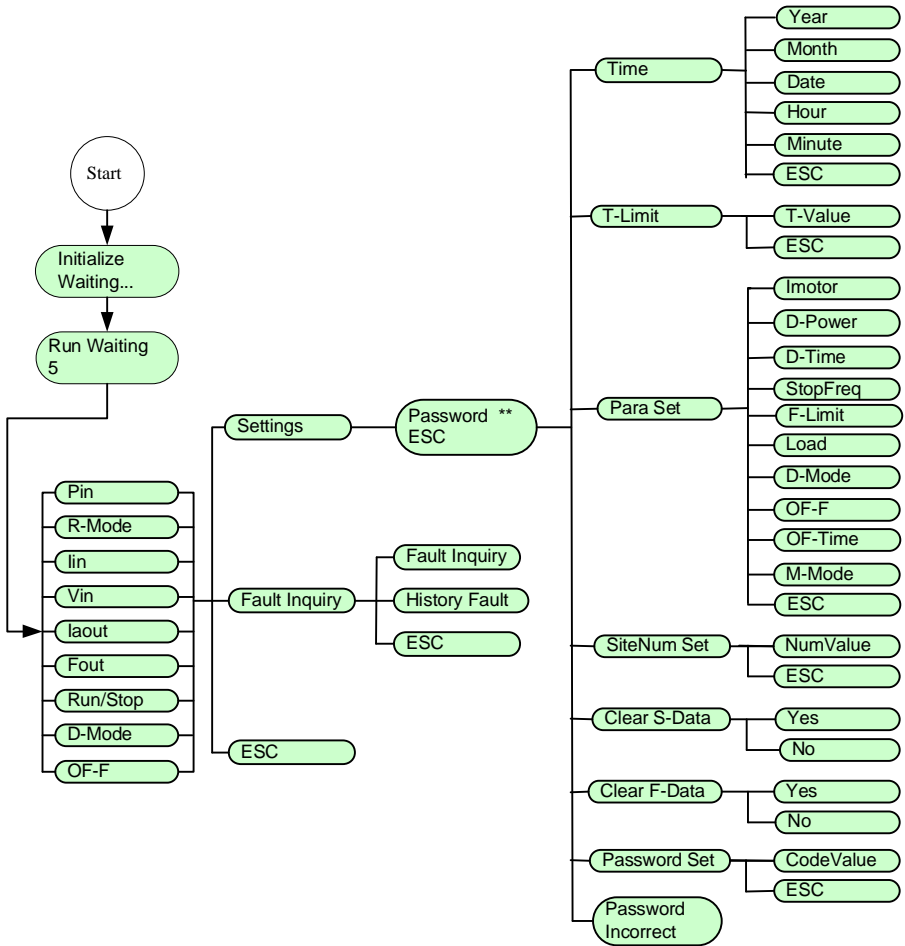 Start
Initialize
Waiting...
Run Waiting
5
Pin
R-Mode
Iin
Vin
Iaout
Fout
Run/Stop
D-Mode
OF-F
Settings
Fault Inquiry
ESC
Password **
ESC
Fault Inquiry
History Fault
ESC
Time
Year
Month
Date
Hour
Minute
ESC
T-Limit
T-Value
ESC
Para Set
Imotor
D-Power
D-Time
StopFreq
F-Limit
Load
D-Mode
OF-F
OF-Time
M-Mode
ESC
SiteNum Set
NumValue
ESC
Clear S-Data
Yes
No
Clear F-Data
Yes
No
Password Set
CodeValue
ESC
Password
Incorrect